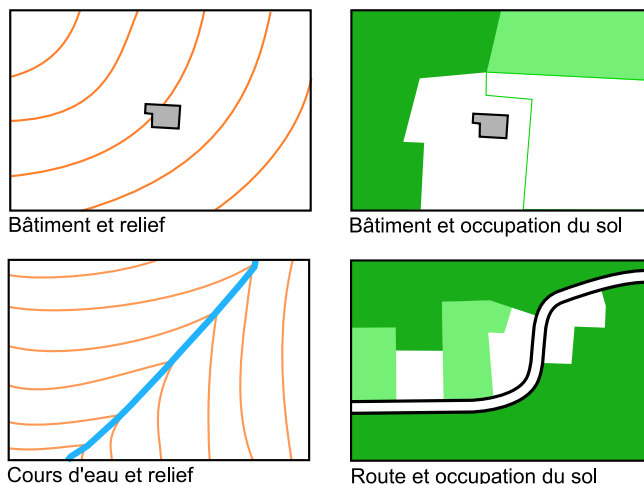 Bâtiment et relief
Bâtiment et occupation du sol
Cours d'eau et relief
Route et occupation du sol